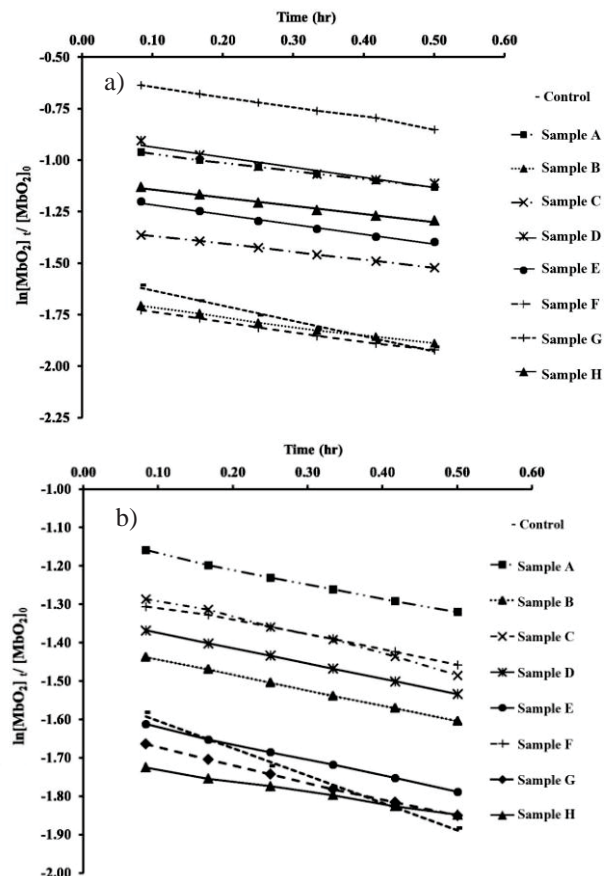 Time (hr)
0.00 0.10 0.20 0.30 0.40 0.50 0.60
-0.50
-0.75
-1.00
-1.25
-1.50
-1.75
-2.00
-2.25
ln[MbO₂]ₜ/ [MbO₂]₀
a)
- Control
Sample A
Sample B
Sample C
Sample D
Sample E
Sample F
Sample G
Sample H
Time (hr)
0.00 0.10 0.20 0.30 0.40 0.50 0.60
-1.00
-1.10
-1.20
-1.30
-1.40
-1.50
-1.60
-1.70
-1.80
-1.90
-2.00
ln[MbO₂]ₜ/ [MbO₂]₀
b)
- Control
Sample A
Sample B
Sample C
Sample D
Sample E
Sample F
Sample G
Sample H